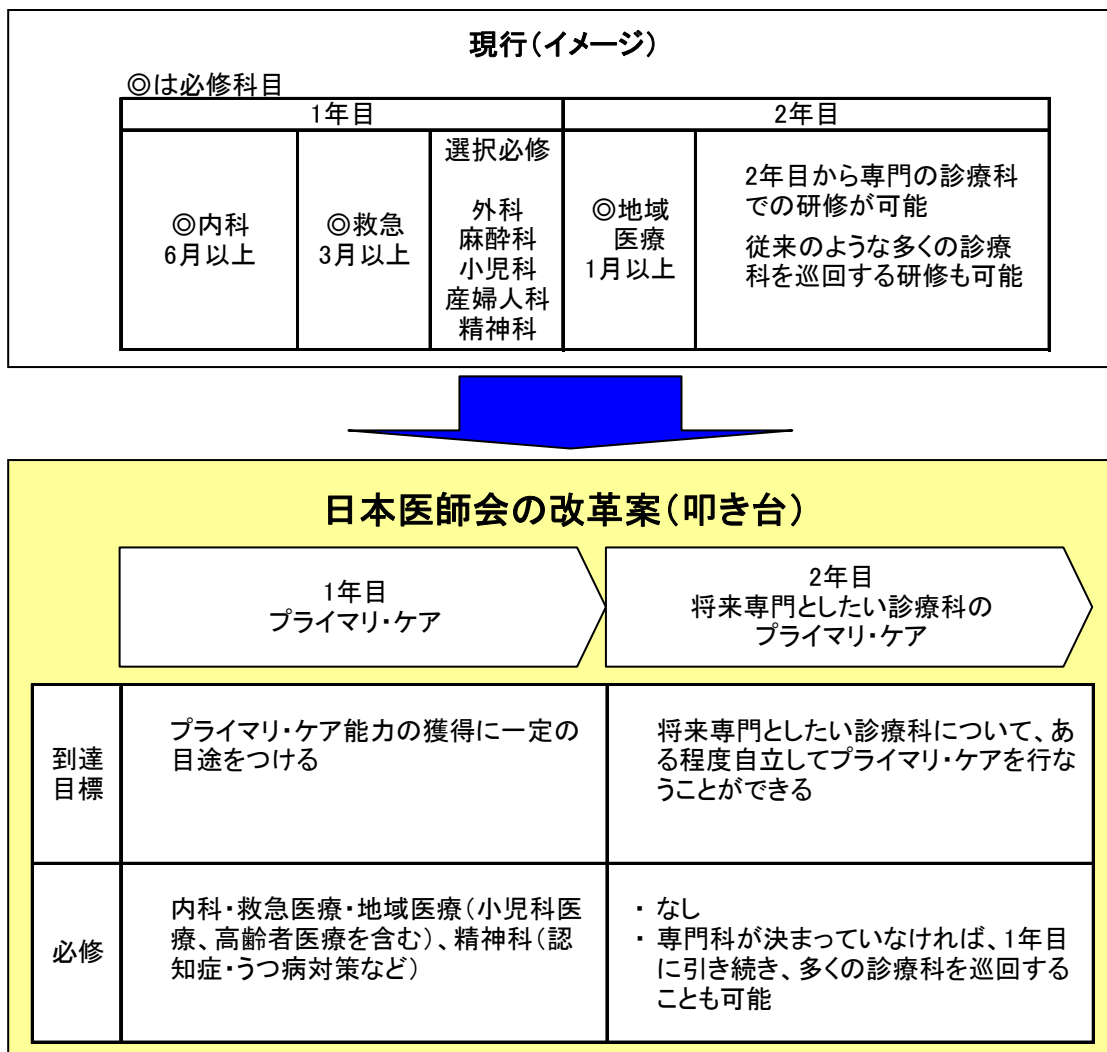 現行(イメージ)
◎は必修科目
1年目
2年目
◎内科
6月以上
◎救急
3月以上
選択必修
外科
麻酔科
小児科
産婦人科
精神科
◎地域
医療
1月以上
2年目から専門の診療科
での研修が可能
従来のような多くの診療
科を巡回する研修も可能
日本医師会の改革案(叩き台)
1年目
プライマリ・ケア
2年目
将来専門としたい診療科の
プライマリ・ケア
到達
目標
プライマリ・ケア能力の獲得に一定の
目途をつける
将来専門としたい診療科について、あ
る程度自立してプライマリ・ケアを行な
うことができる
必修
内科・救急医療・地域医療(小児科医
療、高齢者医療を含む)、精神科(認
知症・うつ病対策など)
・ なし
・ 専門科が決まっていなければ、1年目
に引き続き、多くの診療科を巡回する
ことも可能